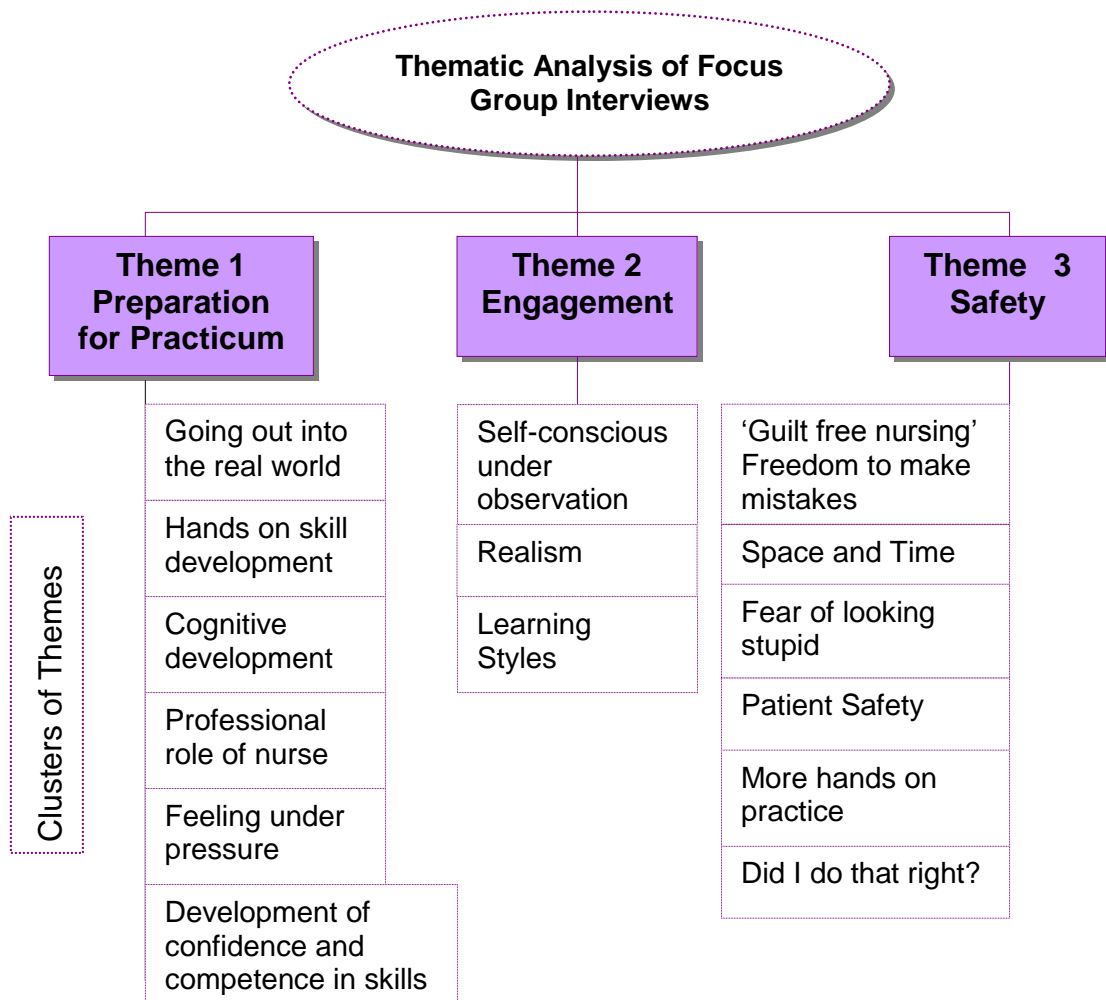 Thematic Analysis of Focus
Group Interviews
Theme 1
Preparation
for Practicum
Theme 2
Engagement
Theme 3
Safety
Clusters of Themes
Going out into
the real world
Hands on skill
development
Cognitive
development
Professional
role of nurse
Feeling under
pressure
Development of
confidence and
competence in skills
Self-conscious
under
observation
Realism
Learning
Styles
‘Guilt free nursing’
Freedom to make
mistakes
Space and Time
Fear of looking
stupid
Patient Safety
More hands on
practice
Did I do that right?